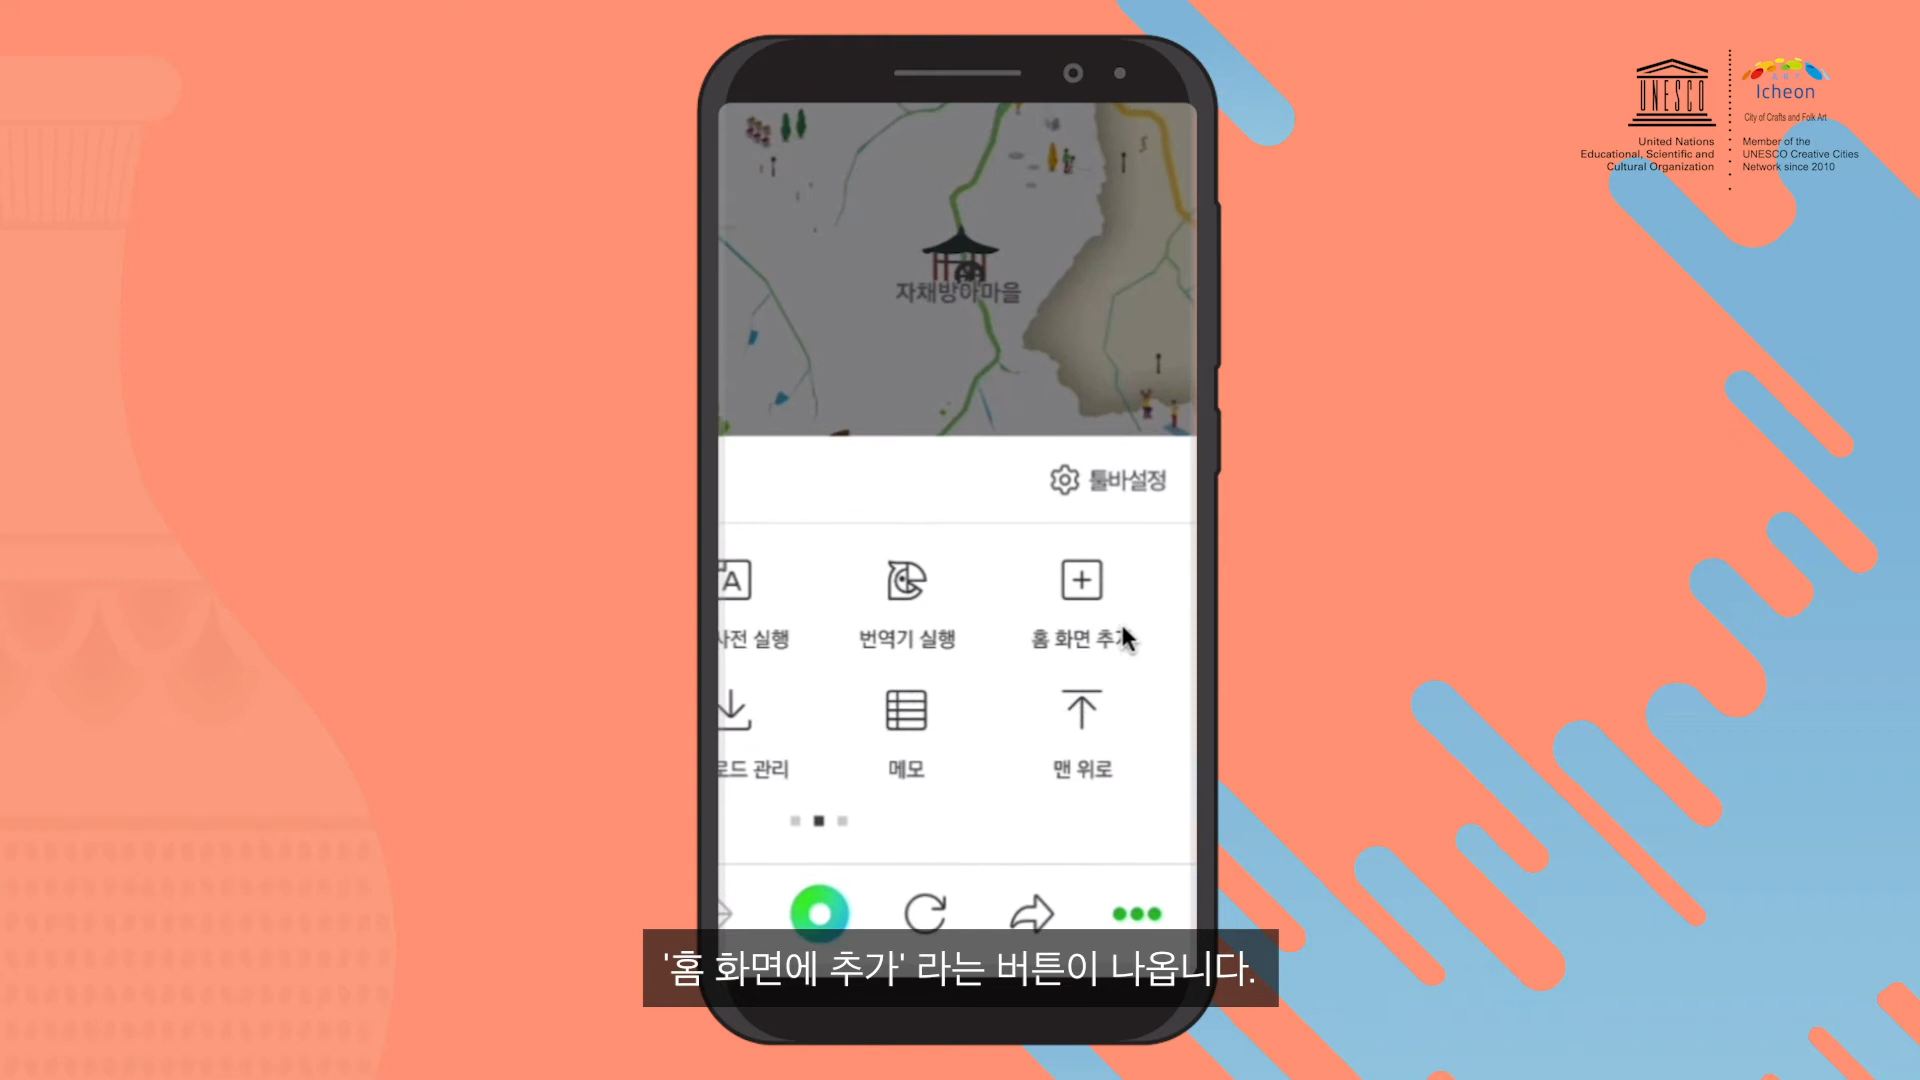 UNESCO
United Nations
Educational, Scientific and
Cultural Organization
ART
Icheon
City of Crafts and Folk Art
Member of the
UNESCO Creative Cities
Network since 2010
자채방아마을
툴바설정
A
사전 실행
번역기 실행
홈 화면 추가
로드 관리
메모
맨 위로
'홈 화면에 추가' 라는 버튼이 나옵니다.